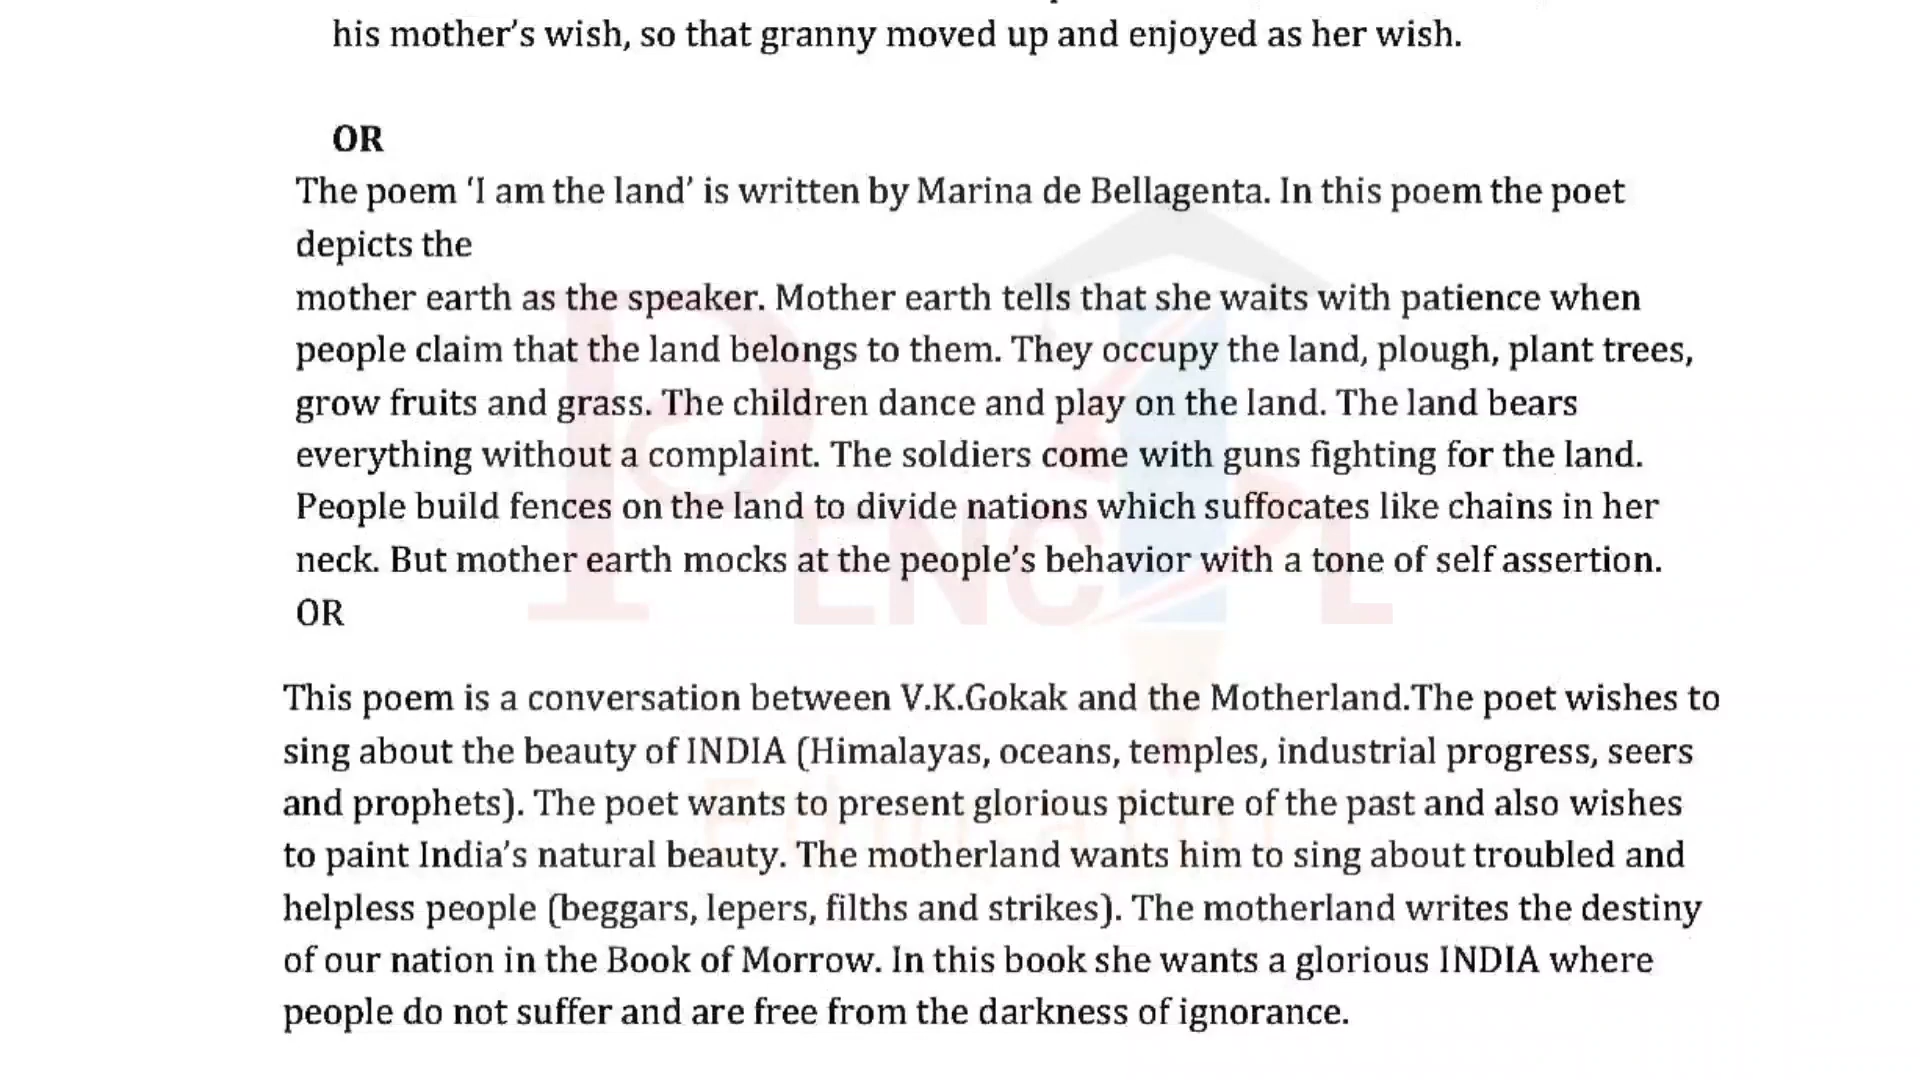 his mother's wish, so that granny moved up and enjoyed as her wish.
OR
The poem ‘I am the land’ is written by Marina de Bellagenta. In this poem the poet
depicts the
mother earth as the speaker. Mother earth tells that she waits with patience when
people claim that the land belongs to them. They occupy the land, plough, plant trees,
grow fruits and grass. The children dance and play on the land. The land bears
everything without a complaint. The soldiers come with guns fighting for the land.
People build fences on the land to divide nations which suffocates like chains in her
neck. But mother earth mocks at the people’s behavior with a tone of self assertion.
OR
This poem is a conversation between V.K.Gokak and the Motherland.The poet wishes to
sing about the beauty of INDIA (Himalayas, oceans, temples, industrial progress, seers
and prophets). The poet wants to present glorious picture of the past and also wishes
to paint India’s natural beauty. The motherland wants him to sing about troubled and
helpless people (beggars, lepers, filths and strikes). The motherland writes the destiny
of our nation in the Book of Morrow. In this book she wants a glorious INDIA where
people do not suffer and are free from the darkness of ignorance.